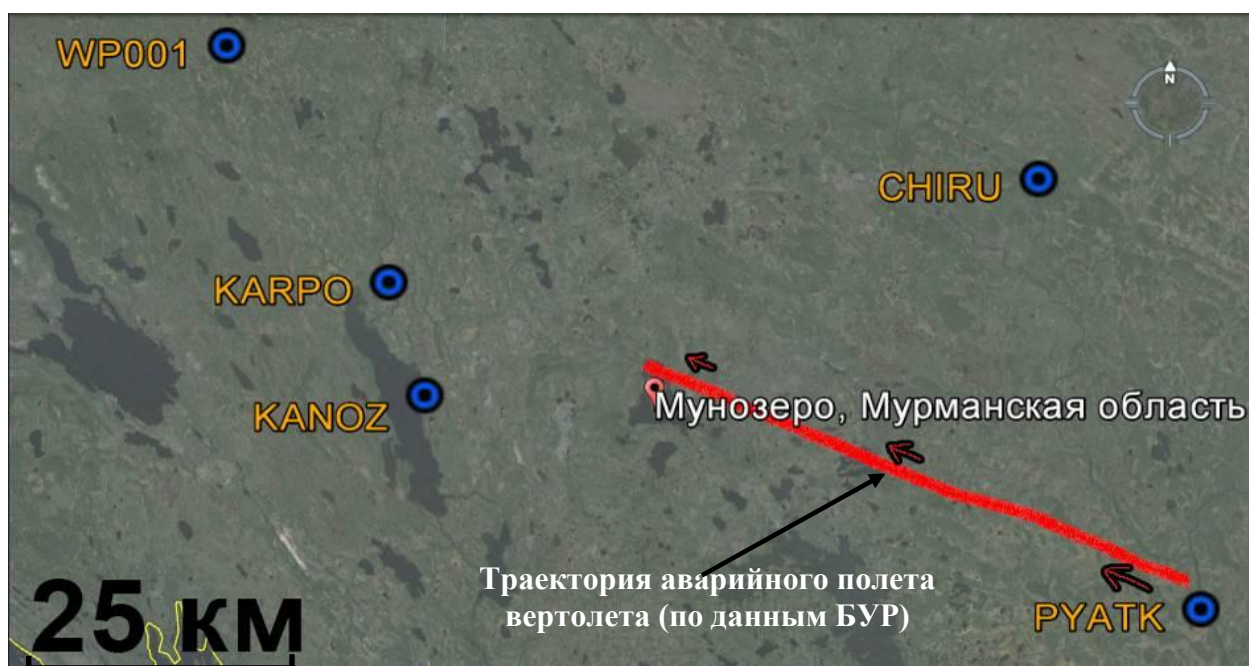 WP001
N
CHIRU
KARPO
KANOZ
Мунозеро, Мурманская область
Траектория аварийного полета
вертолета (по данным БУР)
PYATK
25 км